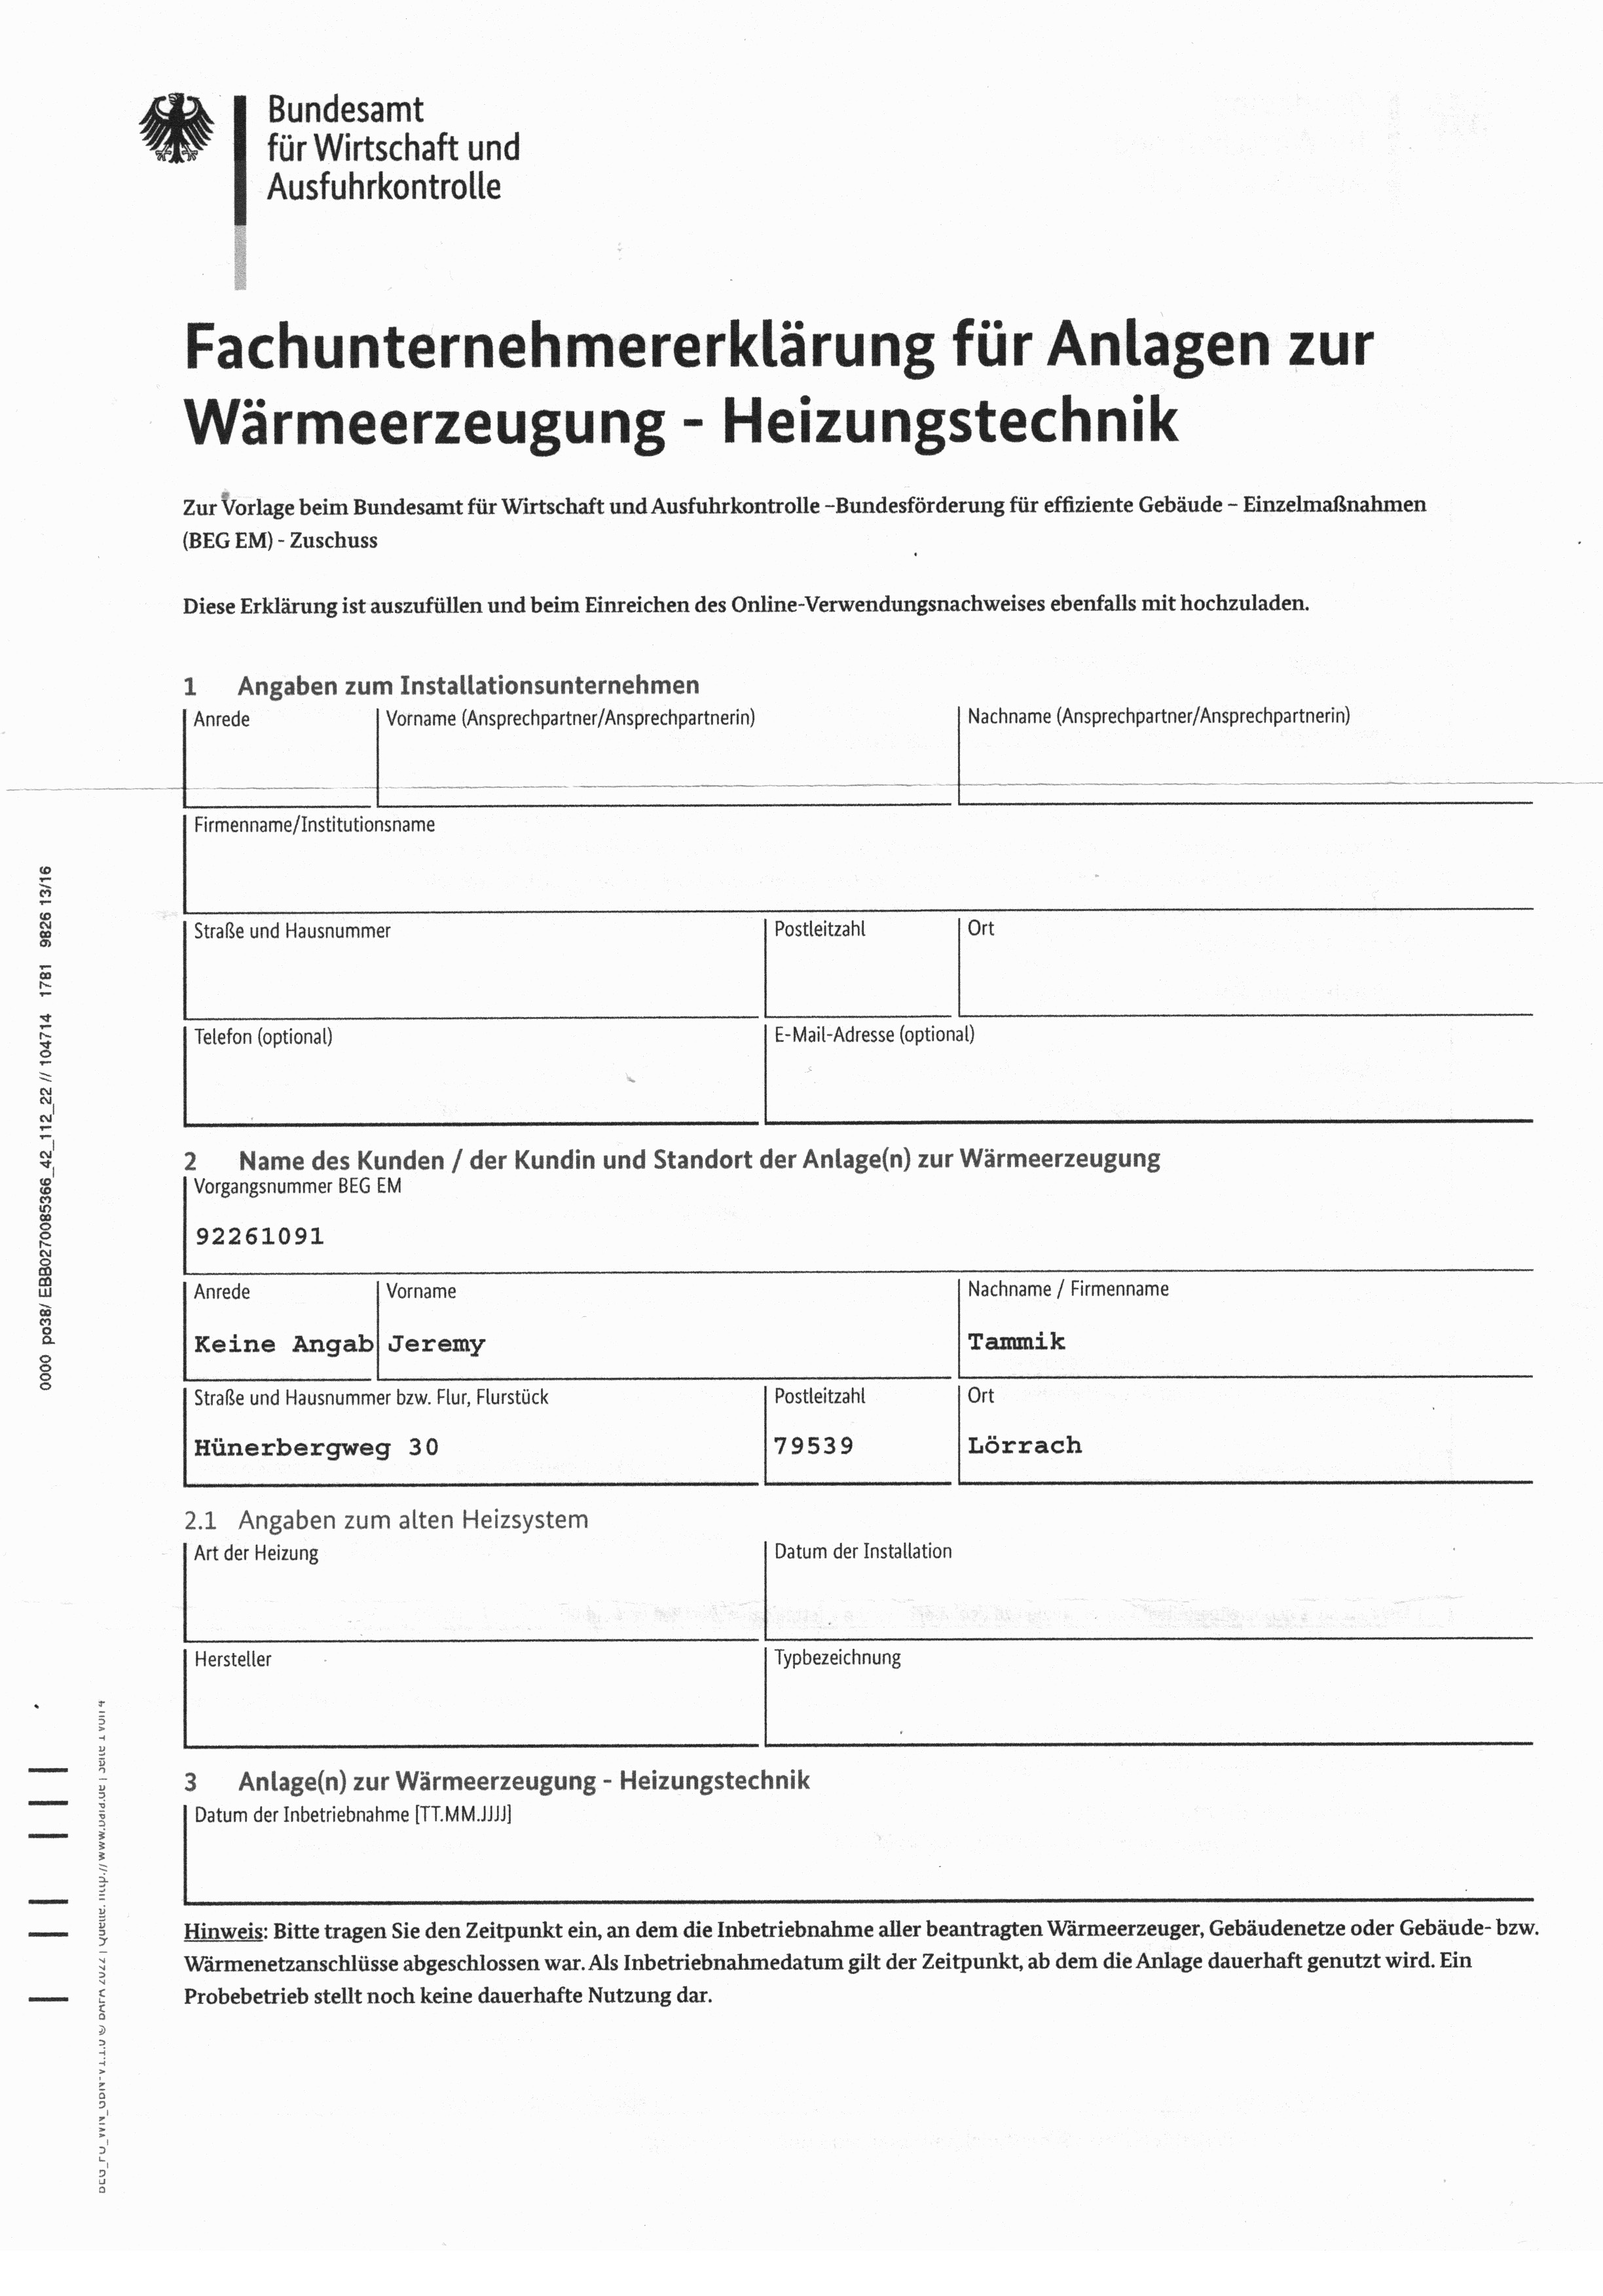 Bundesamt
für Wirtschaft und
Ausfuhrkontrolle
Fachunternehmererklärung für Anlagen zur
Wärmeerzeugung - Heizungstechnik
Zur Vorlage beim Bundesamt für Wirtschaft und Ausfuhrkontrolle –Bundesförderung für effiziente Gebäude – Einzelmaßnahmen
(BEG EM) - Zuschuss
Diese Erklärung ist auszufüllen und beim Einreichen des Online-Verwendungsnachweises ebenfalls mit hochzuladen.
1 Angaben zum Installationsunternehmen
Anrede Vorname (Ansprechpartner/Ansprechpartnerin) Nachname (Ansprechpartner/Ansprechpartnerin)
Firmenname/Institutionsname
Straße und Hausnummer Postleitzahl Ort
Telefon (optional) E-Mail-Adresse (optional)
2 Name des Kunden / der Kundin und Standort der Anlage(n) zur Wärmeerzeugung
Vorgangsnummer BEG EM
92261091
Anrede Vorname Nachname / Firmenname
Keine Angab Jeremy Tammik
Straße und Hausnummer bzw. Flur, Flurstück Postleitzahl Ort
Hünerbergweg 30 79539 Lörrach
2.1 Angaben zum alten Heizsystem
Art der Heizung Datum der Installation
Hersteller Typbezeichnung
3 Anlage(n) zur Wärmeerzeugung - Heizungstechnik
Datum der Inbetriebnahme [TT.MM.JJJJ]
Hinweis: Bitte tragen Sie den Zeitpunkt ein, an dem die Inbetriebnahme aller beantragten Wärmeerzeuger, Gebäudenetze oder Gebäude- bzw.
Wärmenetzanschlüsse abgeschlossen war. Als Inbetriebnahmedatum gilt der Zeitpunkt, ab dem die Anlage dauerhaft genutzt wird. Ein
Probebetrieb stellt noch keine dauerhafte Nutzung dar.
0000 po38/ EBB0270085366_42_112_22 // 104714 1781 9826 13/16